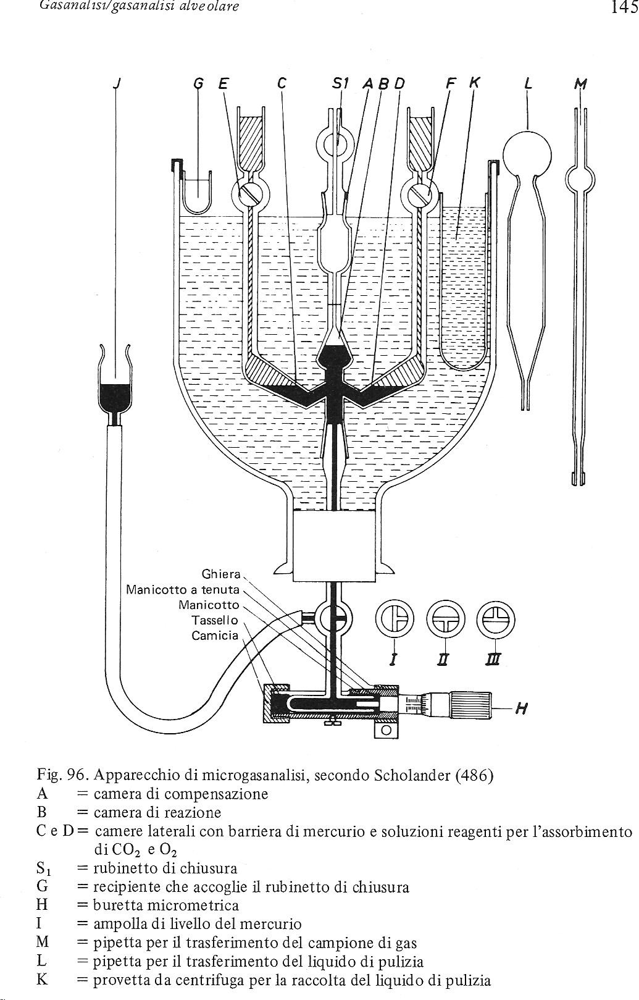 Gasanalisi/gasanalisi alveolare
145
J G E C S1 A B D F K L M
Ghiera
Manicotto a tenuta
Manicotto
Tassello
Camicia
I II III
H
Fig. 96. Apparecchio di microgasanalisi, secondo Scholander (486)
A = camera di compensazione
B = camera di reazione
C e D = camere laterali con barriera di mercurio e soluzioni reagenti per l'assorbimento
di CO₂ e O₂
S₁ = rubinetto di chiusura
G = recipiente che accoglie il rubinetto di chiusura
H = buretta micrometrica
I = ampolla di livello del mercurio
M = pipetta per il trasferimento del campione di gas
L = pipetta per il trasferimento del liquido di pulizia
K = provetta da centrifuga per la raccolta del liquido di pulizia